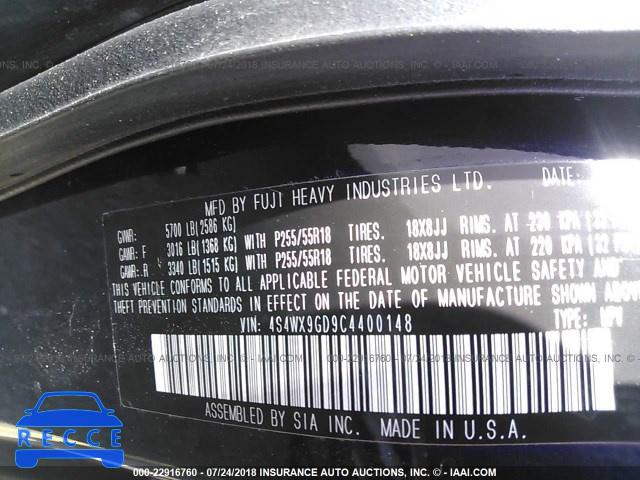 MFD BY FUJI HEAVY INDUSTRIES LTD. DATE:
GVWR: 5700 LB(2586 KG)
GAWR: F 3016 LB(1368 KG) WITH P255/55R18 TIRES. 18X8JJ RIMS. AT 230 KPA
GAWR: R 3340 LB(1515 KG) WITH P255/55R18 TIRES. 18X8JJ RIMS. AT 220 KPA (32
THIS VEHICLE CONFORMS TO ALL APPLICABLE FEDERAL MOTOR VEHICLE SAFETY AND
THEFT PREVENTION STANDARDS IN EFFECT ON THE DATE OF MANUFACTURE SHOWN ABOVE
VIN: 4S4WX9GD9C4400148 TYPE: MPV
ASSEMBLED BY SIA INC. MADE IN U.S.A.
RECCE
000-22916760 - 07/24/2018 INSURANCE AUTO AUCTIONS, INC. - © - IAAI.COM